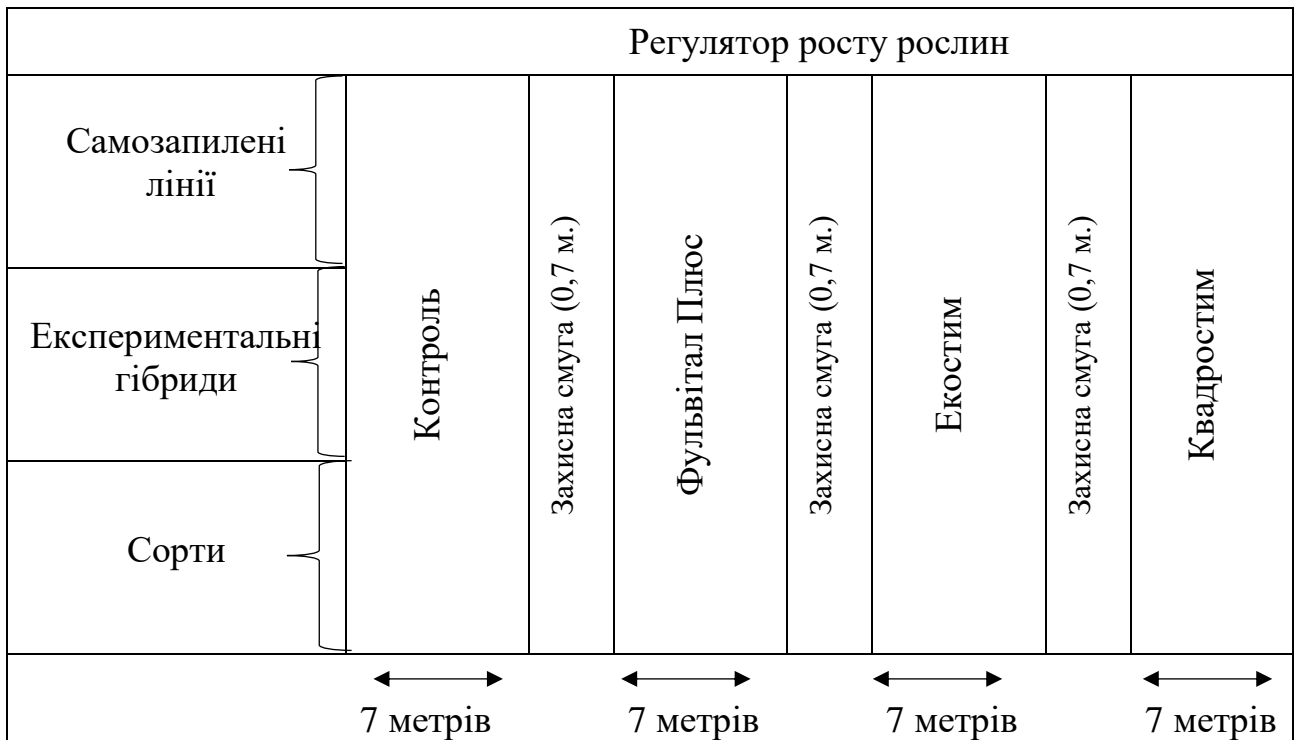 Регулятор росту рослин
Самозапилені
лінії
Експериментальні
гібриди
Сорти
Контроль
Захисна смуга (0,7 м.)
Фульвітал Плюс
Захисна смуга (0,7 м.)
Екостим
Захисна смуга (0,7 м.)
Квадростим
7 метрів
7 метрів
7 метрів
7 метрів